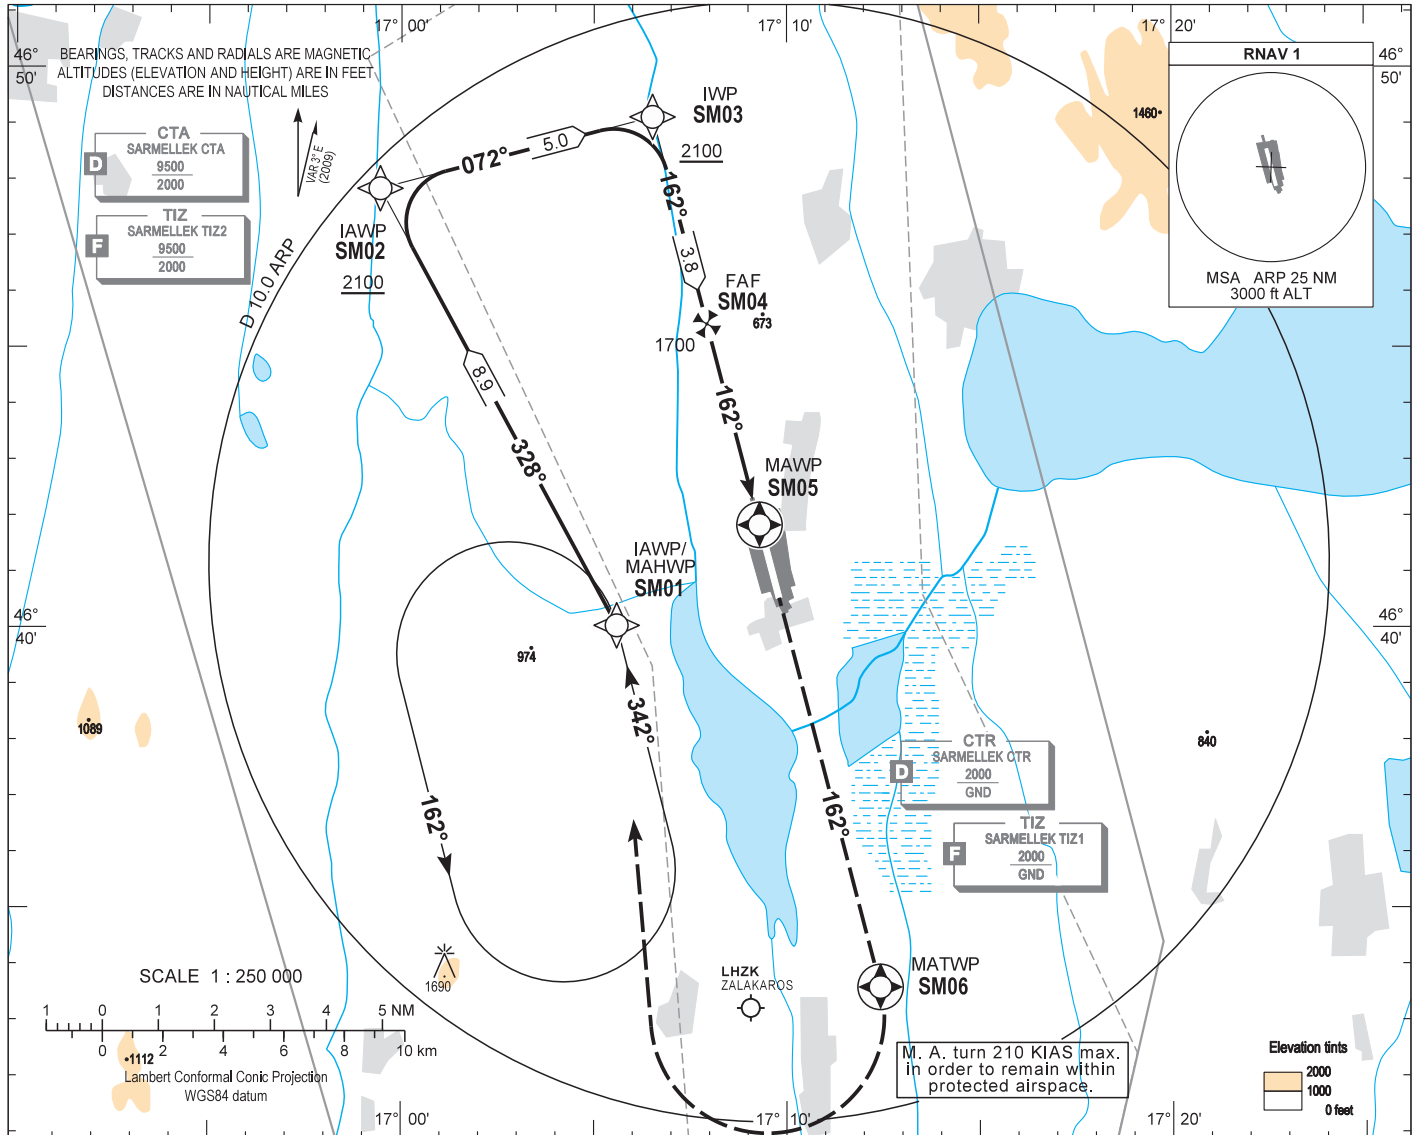 17° 00'
17° 10'
17° 20'
46°
50'
46°
50'
BEARINGS, TRACKS AND RADIALS ARE MAGNETIC
ALTITUDES (ELEVATION AND HEIGHT) ARE IN FEET
DISTANCES ARE IN NAUTICAL MILES
VAR 3° E
(2009)
CTA
SARMELLEK CTA
D
9500
2000
TIZ
SARMELLEK TIZ2
F
9500
2000
RNAV 1
MSA ARP 25 NM
3000 ft ALT
1460
IWP
SM03
2100
5.0
072°
IAWP
SM02
2100
162°
3.8
D 10.0 ARP
FAF
SM04
673
1700
8.9
328°
162°
MAWP
SM05
IAWP/
MAHWP
SM01
46°
40'
46°
40'
974
342°
1089
840
162°
162°
CTR
SARMELLEK CTR
D
2000
GND
TIZ
SARMELLEK TIZ1
F
2000
GND
MATWP
SM06
LHZK
ZALAKAROS
1690
SCALE 1 : 250 000
1 0 1 2 3 4 5 NM
0 2 4 6 8 10 km
1112
Lambert Conformal Conic Projection
WGS84 datum
M. A. turn 210 KIAS max.
in order to remain within
protected airspace.
Elevation tints
2000
1000
0 feet
17° 00'
17° 10'
17° 20'